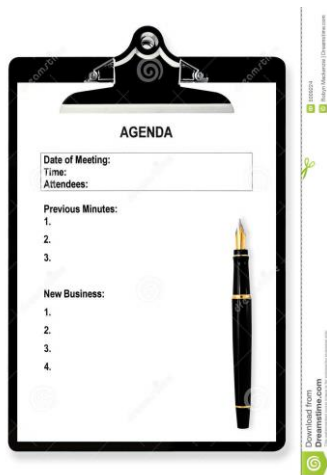 AGENDA
Date of Meeting:
Time:
Attendees:
Previous Minutes:
1.
2.
3.
New Business:
1.
2.
3.
4.
Download from
Dreamstime.com